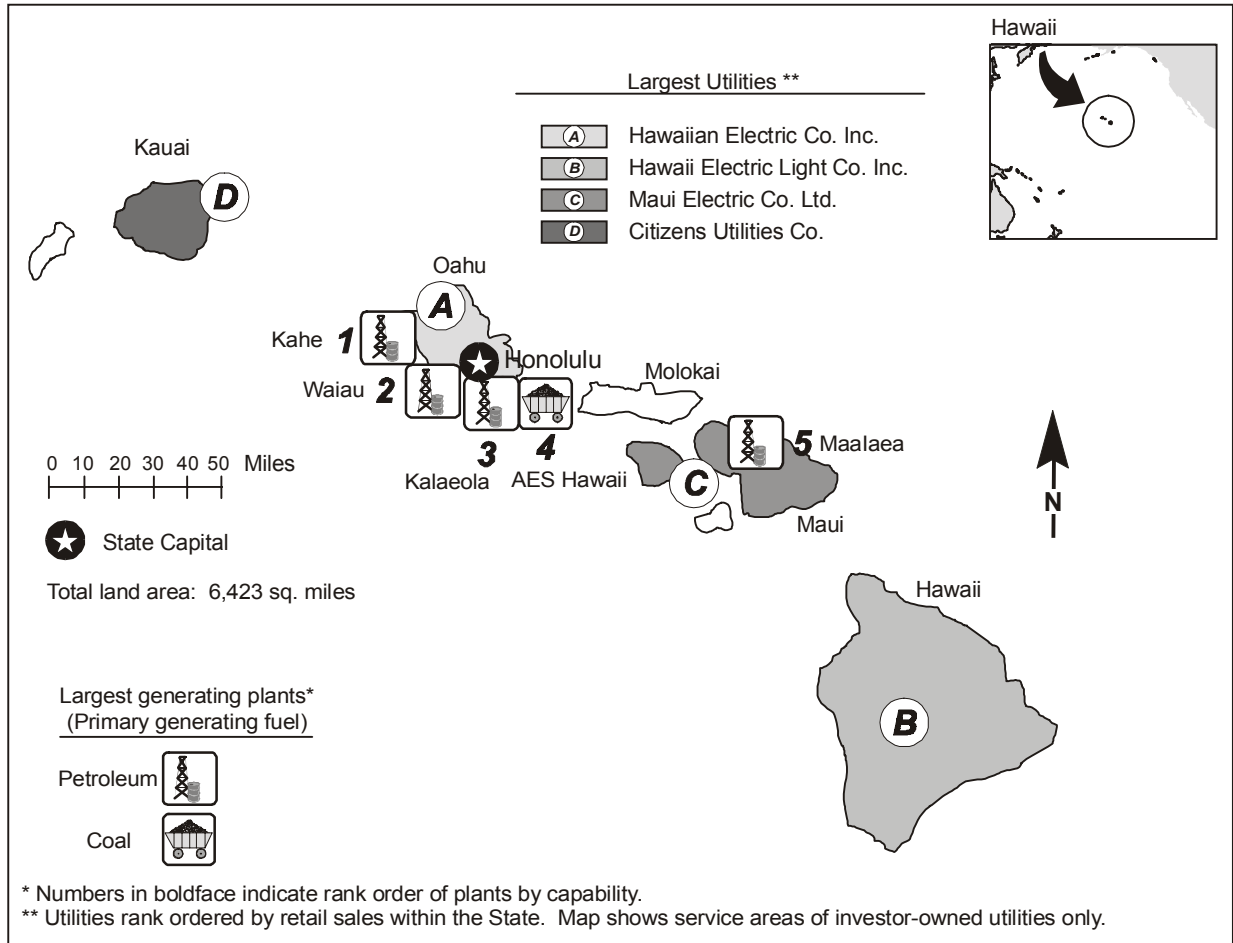 Hawaii
Largest Utilities **
A Hawaiian Electric Co. Inc.
B Hawaii Electric Light Co. Inc.
C Maui Electric Co. Ltd.
D Citizens Utilities Co.
Kauai
D
Oahu
A
Kahe 1
Honolulu
Waiau 2
Molokai
3
4
Kalaeola
AES Hawaii
5 Maalaea
C
Maui
0 10 20 30 40 50 Miles
State Capital
Total land area: 6,423 sq. miles
N
Hawaii
B
Largest generating plants*
(Primary generating fuel)
Petroleum
Coal
* Numbers in boldface indicate rank order of plants by capability.
** Utilities rank ordered by retail sales within the State. Map shows service areas of investor-owned utilities only.